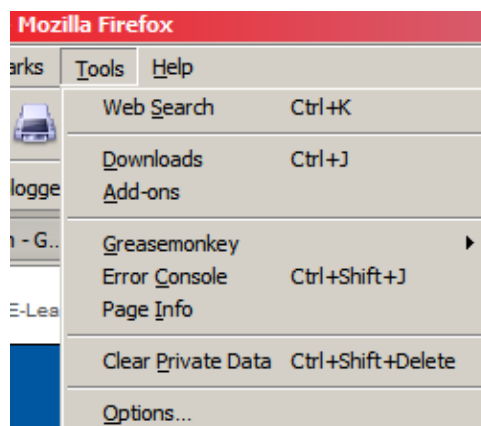 Mozilla Firefox
arks Tools Help
Web Search Ctrl+K
Downloads Ctrl+J
logge
Add-ons
n - G..
Greasemonkey
Error Console Ctrl+Shift+J
E-Lea
Page Info
Clear Private Data Ctrl+Shift+Delete
Options...